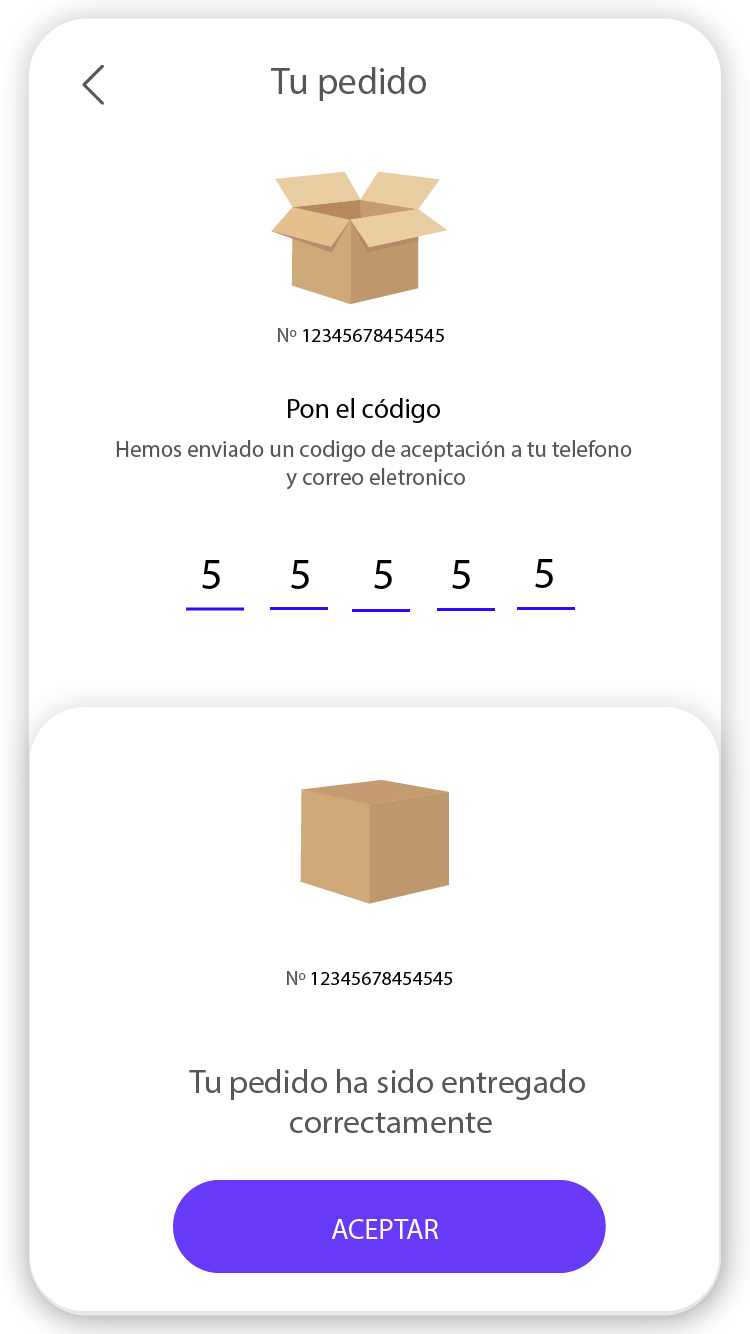 Tu pedido
Nº 12345678454545
Pon el código
Hemos enviado un codigo de aceptación a tu telefono
y correo eletronico
5 5 5 5 5
Nº 12345678454545
Tu pedido ha sido entregado
correctamente
ACEPTAR